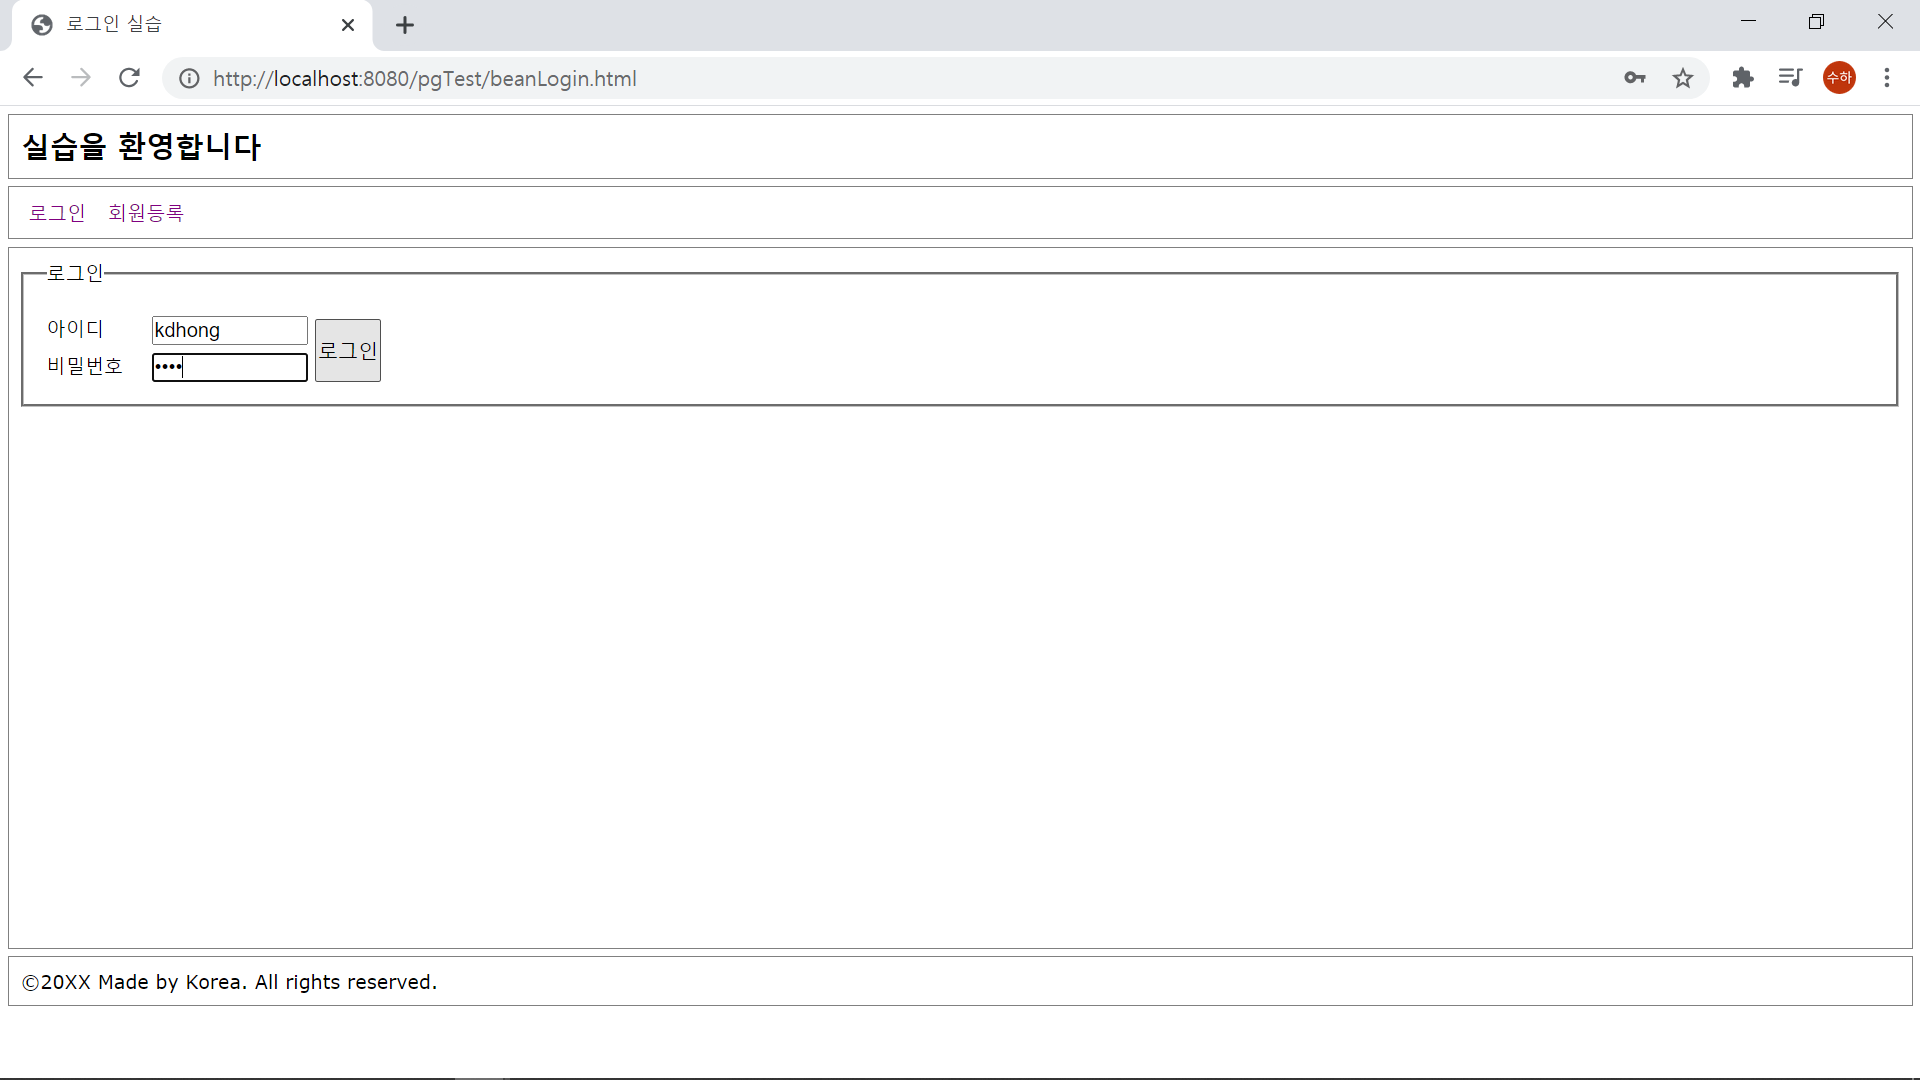 로그인 실습
http://localhost:8080/pgTest/beanLogin.html
수하
실습을 환영합니다
로그인 회원등록
로그인
아이디 kdhong
로그인
비밀번호 ••••
©20XX Made by Korea. All rights reserved.